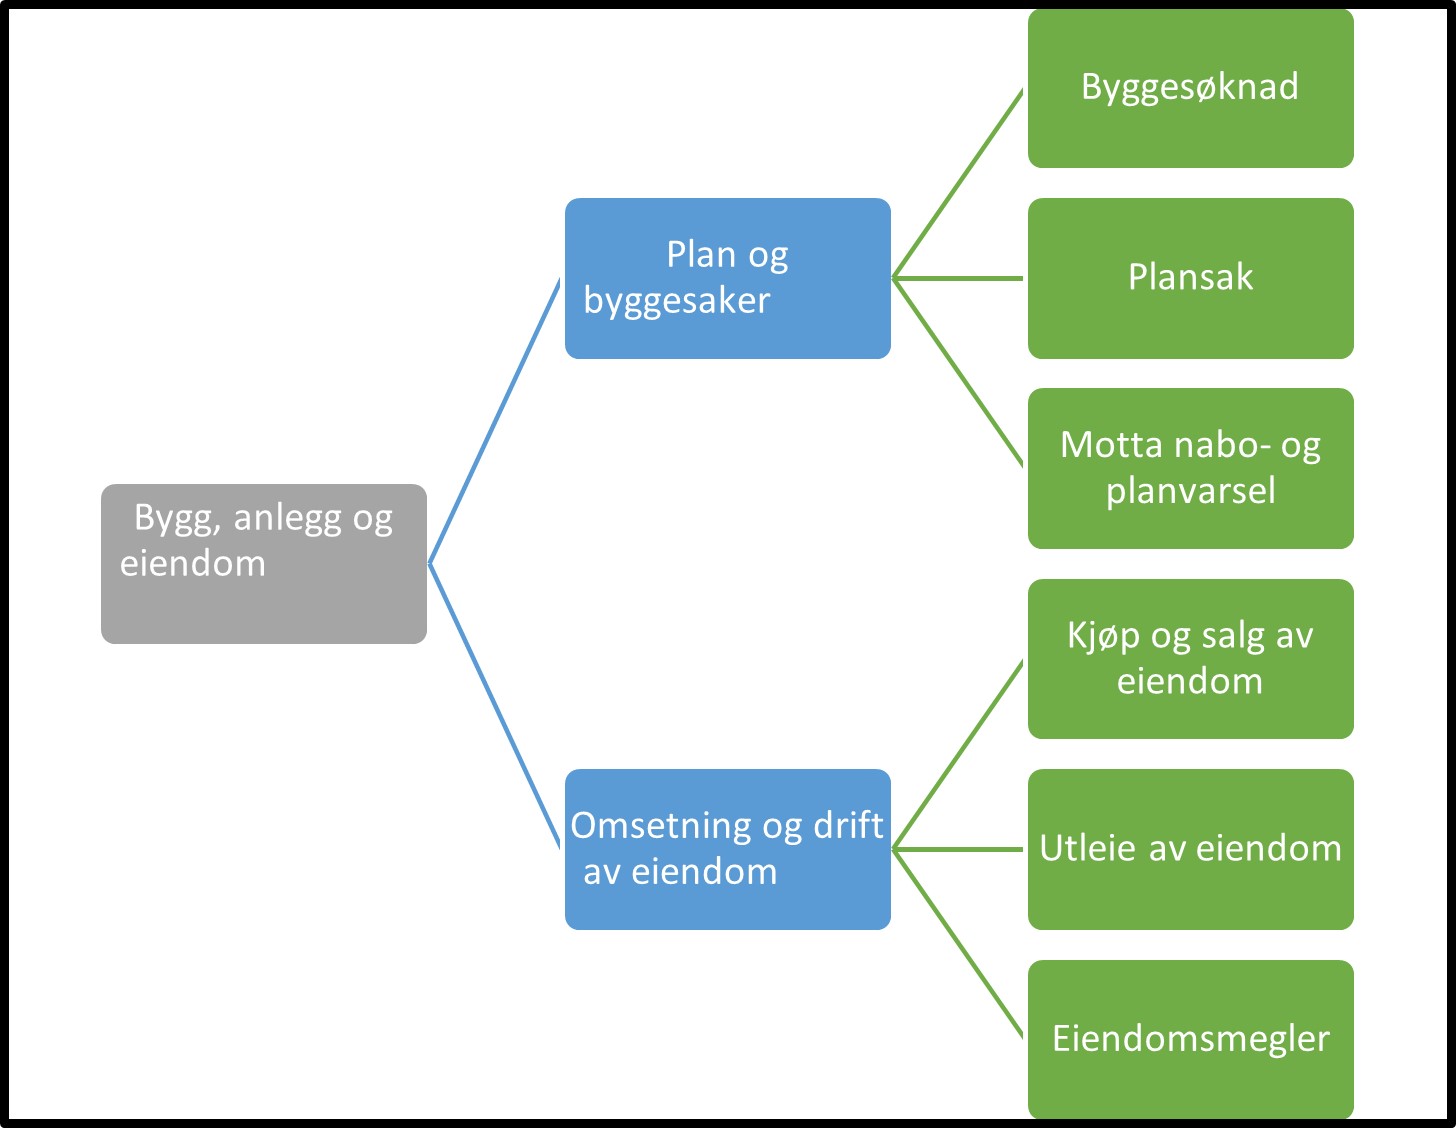 Bygg, anlegg og
eiendom
Plan og
byggesaker
Byggesøknad
Plansak
Motta nabo- og
planvarsel
Omsetning og drift
av eiendom
Kjøp og salg av
eiendom
Utleie av eiendom
Eiendomsmegler